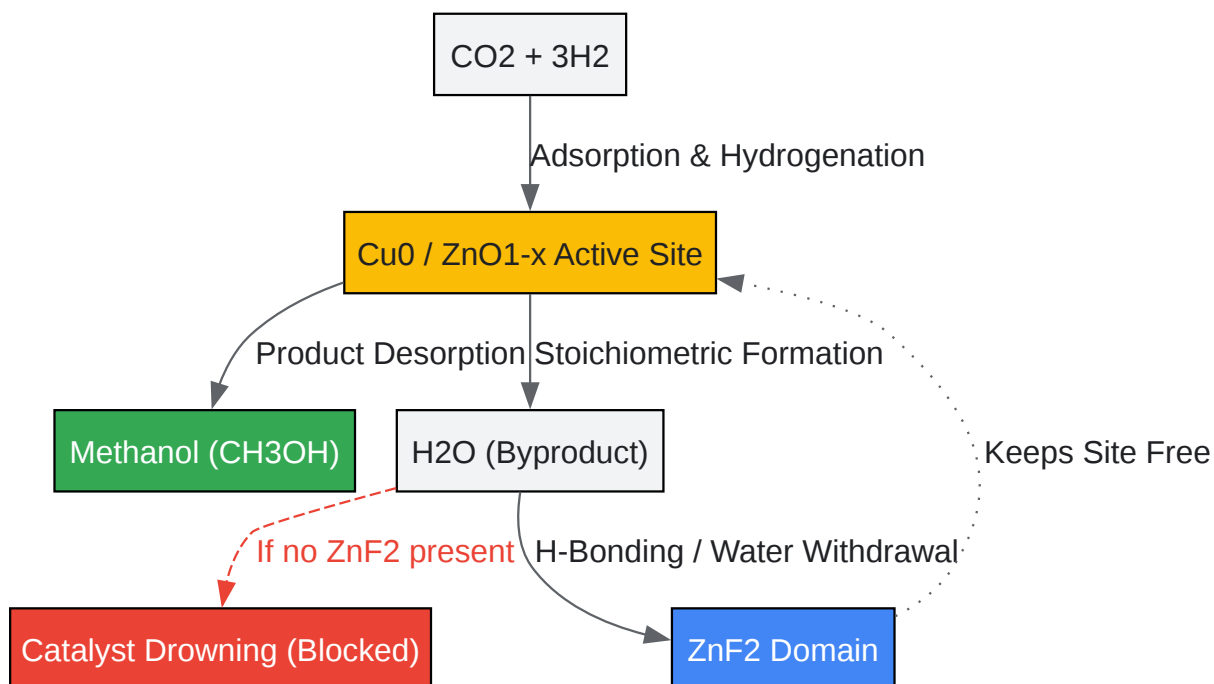 CO2 + 3H2
Adsorption & Hydrogenation
Cu0 / ZnO1-x Active Site
Product Desorption
Stoichiometric Formation
Methanol (CH3OH)
H2O (Byproduct)
Keeps Site Free
If no ZnF2 present
H-Bonding / Water Withdrawal
Catalyst Drowning (Blocked)
ZnF2 Domain